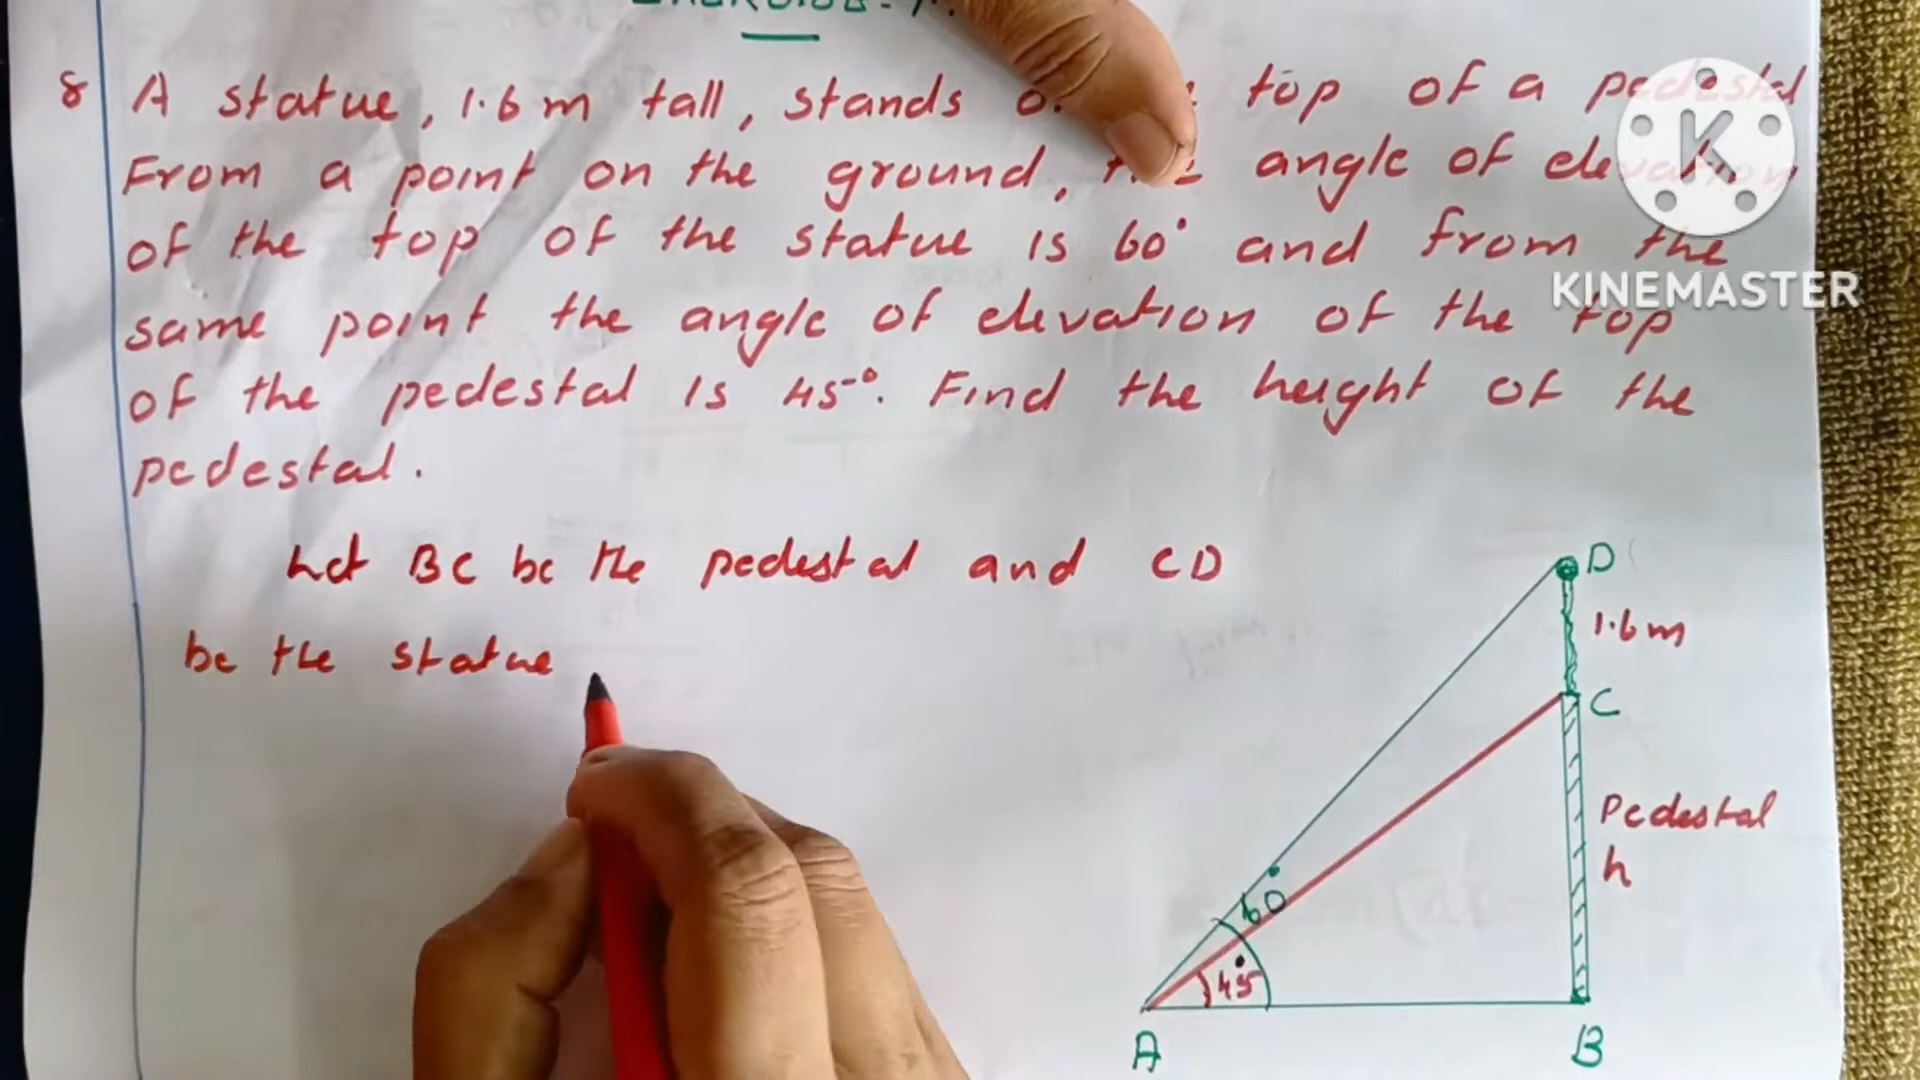 8 A statue, 1.6 m tall, stands top of a pedestal
From a point on the ground, angle of elevation
of the top of the statue is 60° and from the
same point the angle of elevation of the top
of the pedestal is 45°. Find the height of the
pedestal.
Let BC be the pedestal and CD
be the statue
D
1.6m
C
Pedestal
h
60
45
A
B
K
KINEMASTER